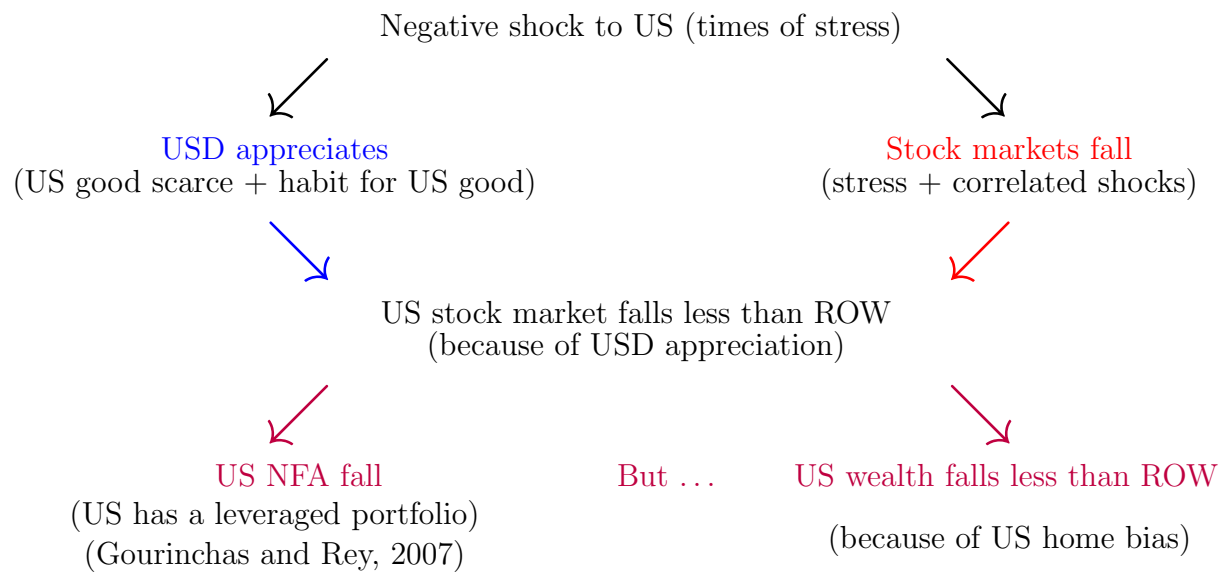 Negative shock to US (times of stress)
USD appreciates
(US good scarce + habit for US good)
Stock markets fall
(stress + correlated shocks)
US stock market falls less than ROW
(because of USD appreciation)
US NFA fall
(US has a leveraged portfolio)
(Gourinchas and Rey, 2007)
But …
US wealth falls less than ROW
(because of US home bias)